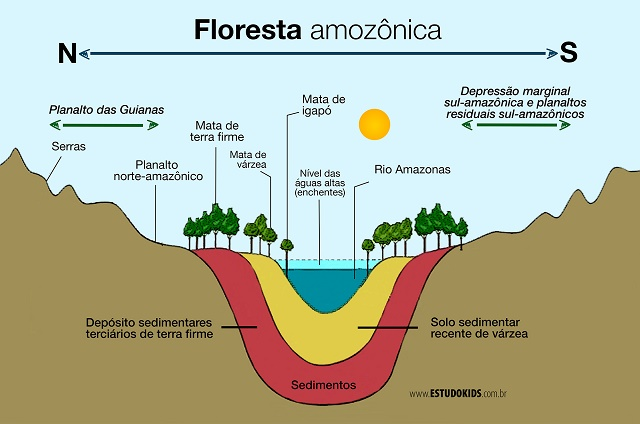 Floresta amozônica
N
S
Planalto das Guianas
Depressão marginal
sul-amazônica e planaltos
residuais sul-amazônicos
Mata de
igapó
Mata de
terra firme
Serras
Mata de
várzea
Planalto
norte-amazônico
Nível das
águas altas
(enchentes)
Rio Amazonas
Depósito sedimentares
terciários de terra firme
Solo sedimentar
recente de várzea
Sedimentos
www.ESTUDOKIDS.com.br